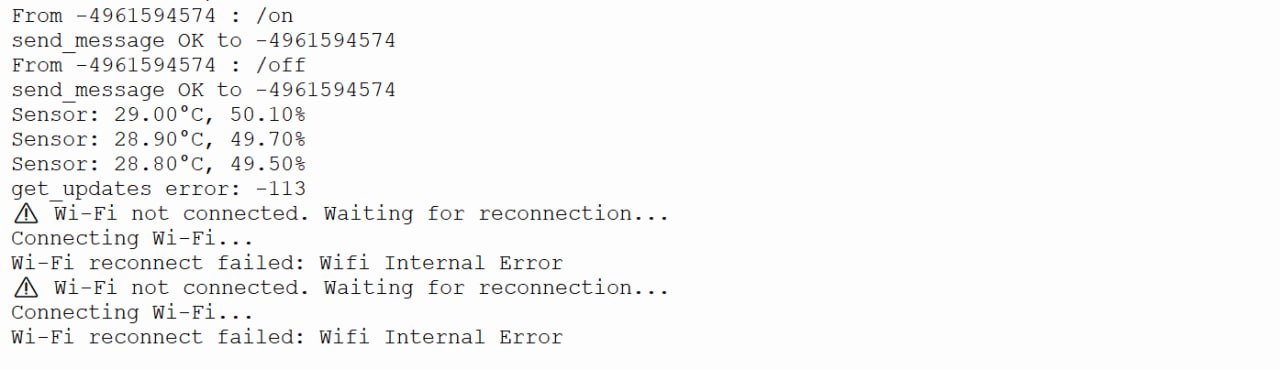 From -4961594574 : /on
send_message OK to -4961594574
From -4961594574 : /off
send_message OK to -4961594574
Sensor: 29.00°C, 50.10%
Sensor: 28.90°C, 49.70%
Sensor: 28.80°C, 49.50%
get_updates error: -113
⚠ Wi-Fi not connected. Waiting for reconnection...
Connecting Wi-Fi...
Wi-Fi reconnect failed: Wifi Internal Error
⚠ Wi-Fi not connected. Waiting for reconnection...
Connecting Wi-Fi...
Wi-Fi reconnect failed: Wifi Internal Error